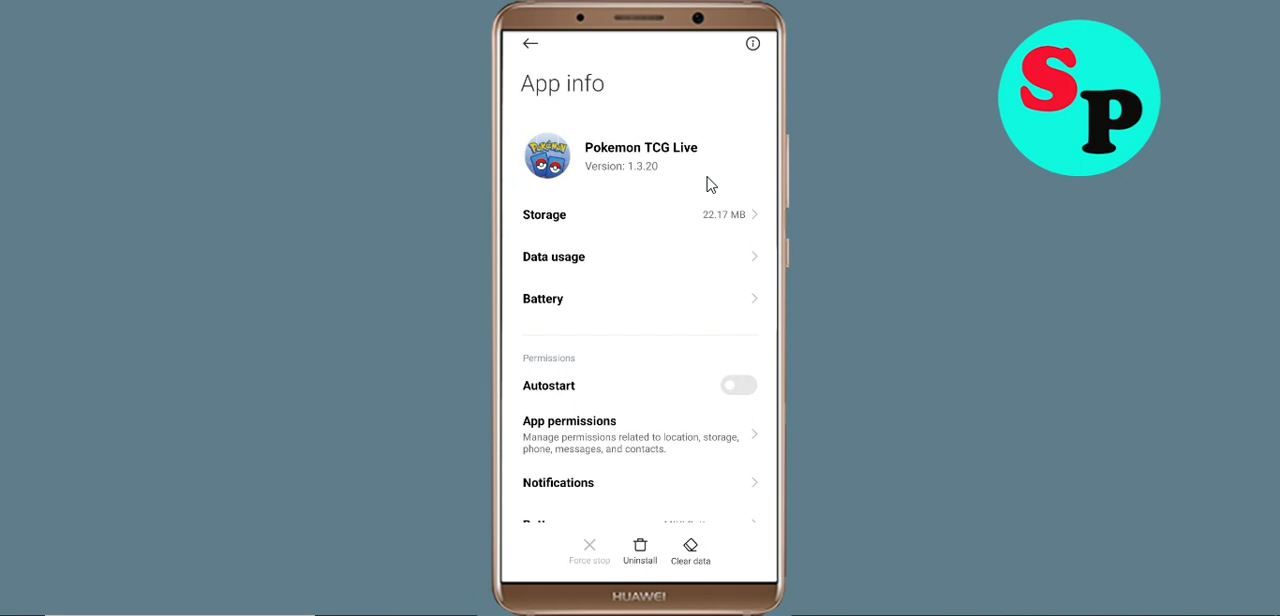 App info
POKÉMON
Pokemon TCG Live
Version: 1.3.20
Storage 22.17 MB
Data usage
Battery
Permissions
Autostart
App permissions
Manage permissions related to location, storage,
phone, messages, and contacts.
Notifications
Force stop Uninstall Clear data
HUAWEI
SP